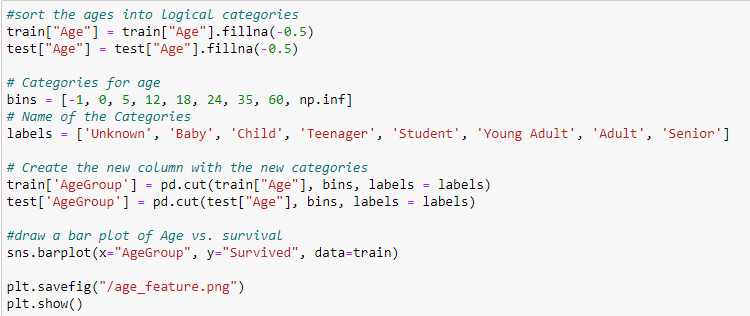 #sort the ages into logical categories
train["Age"] = train["Age"].fillna(-0.5)
test["Age"] = test["Age"].fillna(-0.5)
# Categories for age
bins = [-1, 0, 5, 12, 18, 24, 35, 60, np.inf]
# Name of the Categories
labels = ['Unknown', 'Baby', 'Child', 'Teenager', 'Student', 'Young Adult', 'Adult', 'Senior']
# Create the new column with the new categories
train['AgeGroup'] = pd.cut(train["Age"], bins, labels = labels)
test['AgeGroup'] = pd.cut(test["Age"], bins, labels = labels)
#draw a bar plot of Age vs. survival
sns.barplot(x="AgeGroup", y="Survived", data=train)
plt.savefig("/age_feature.png")
plt.show()